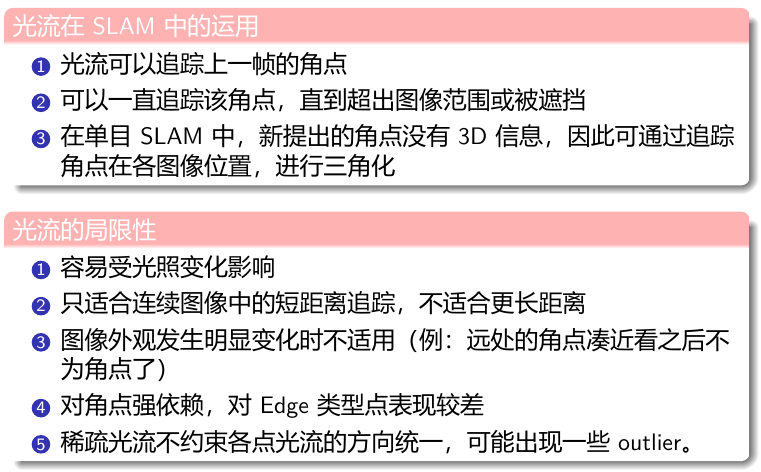 光流在 SLAM 中的运用
1 光流可以追踪上一帧的角点
2 可以一直追踪该角点，直到超出图像范围或被遮挡
3 在单目 SLAM 中，新提出的角点没有 3D 信息，因此可通过追踪
角点在各图像位置，进行三角化
光流的局限性
1 容易受光照变化影响
2 只适合连续图像中的短距离追踪，不适合更长距离
3 图像外观发生明显变化时不适用（例：远处的角点凑近看之后不
为角点了）
4 对角点强依赖，对 Edge 类型点表现较差
5 稀疏光流不约束各点光流的方向统一，可能出现一些 outlier。